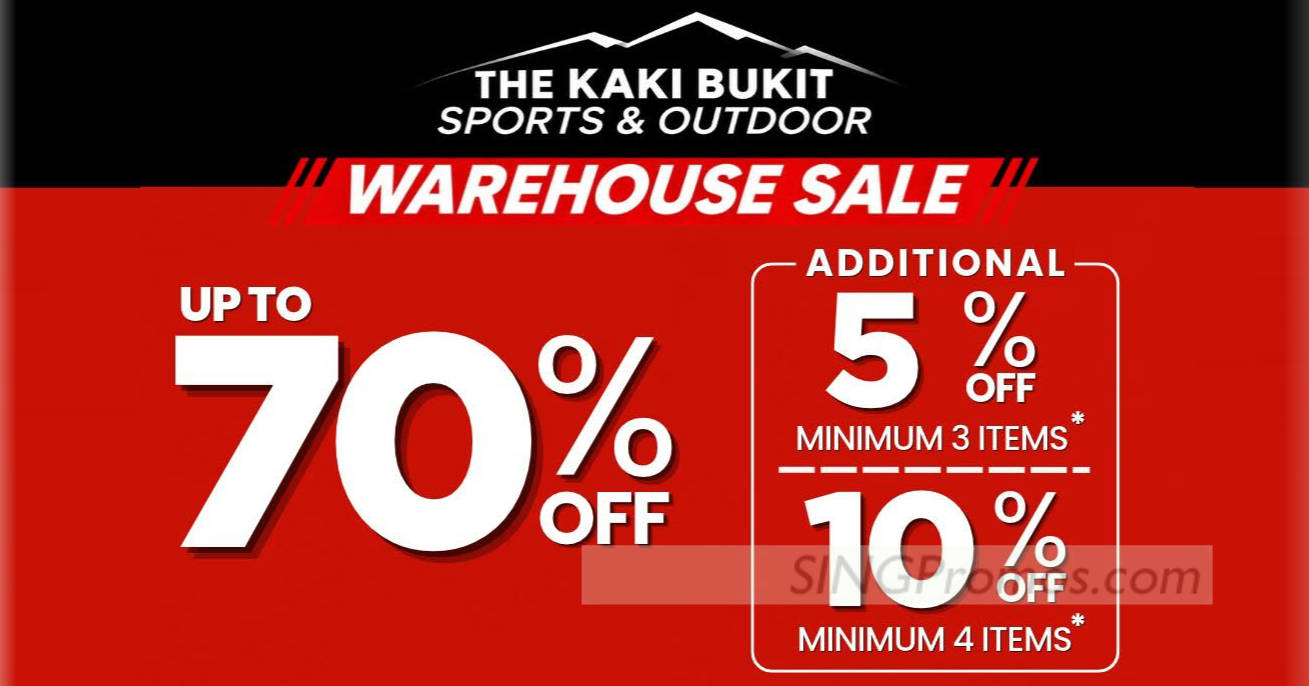 THE KAKI BUKIT
SPORTS & OUTDOOR
WAREHOUSE SALE
UP TO
70%
OFF
ADDITIONAL
5%
OFF
MINIMUM 3 ITEMS*
10%
OFF
MINIMUM 4 ITEMS*
SINGPromos.com